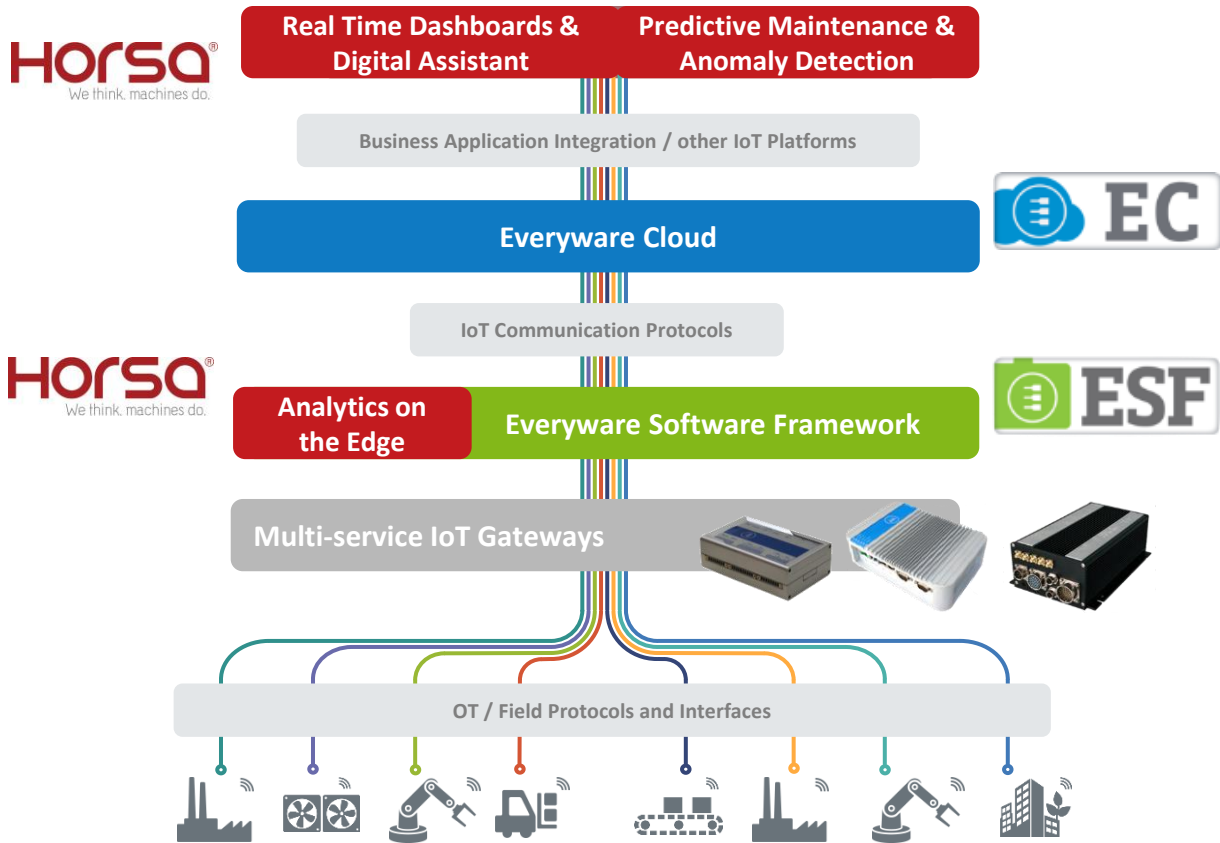 Real Time Dashboards &
Digital Assistant
Predictive Maintenance &
Anomaly Detection
Horsa®
We think. machines do.
Business Application Integration / other IoT Platforms
EC
Everyware Cloud
IoT Communication Protocols
Horsa®
We think. machines do.
ESF
Analytics on
the Edge
Everyware Software Framework
Multi-service IoT Gateways
OT / Field Protocols and Interfaces